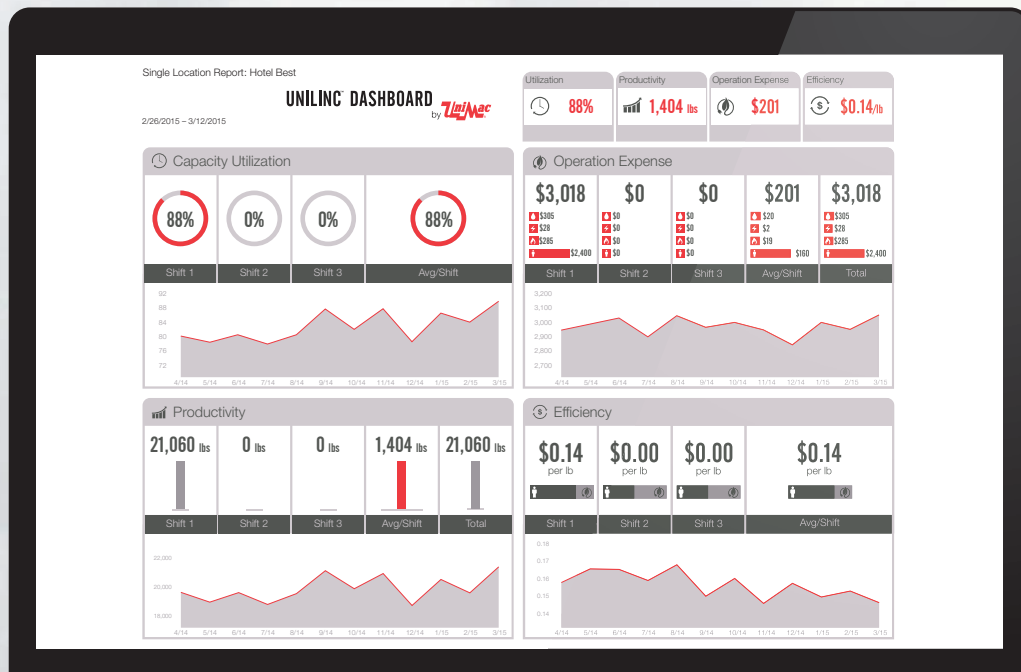 Single Location Report: Hotel Best
UNILINC™ DASHBOARD
by UniMac
2/26/2015 – 3/12/2015
Utilization
88%
Productivity
1,404 lbs
Operation Expense
$201
Efficiency
$0.14/lb
Capacity Utilization
88% 0% 0% 88%
Shift 1 Shift 2 Shift 3 Avg/Shift
92
88
84
80
76
72
4/14 5/14 6/14 7/14 8/14 9/14 10/14 11/14 12/14 1/15 2/15 3/15
Operation Expense
$3,018 $0 $0 $201 $3,018
$305 $0 $0 $20 $305
$28 $0 $0 $2 $28
$285 $0 $0 $19 $285
$2,400 $0 $0 $160 $2,400
Shift 1 Shift 2 Shift 3 Avg/Shift Total
3,200
3,100
3,000
2,900
2,800
2,700
4/14 5/14 6/14 7/14 8/14 9/14 10/14 11/14 12/14 1/15 2/15 3/15
Productivity
21,060 lbs 0 lbs 0 lbs 1,404 lbs 21,060 lbs
Shift 1 Shift 2 Shift 3 Avg/Shift Total
22,000
20,000
18,000
4/14 5/14 6/14 7/14 8/14 9/14 10/14 11/14 12/14 1/15 2/15 3/15
Efficiency
$0.14 $0.00 $0.00 $0.14
per lb per lb per lb per lb
Shift 1 Shift 2 Shift 3 Avg/Shift
0.18
0.17
0.16
0.15
0.14
4/14 5/14 6/14 7/14 8/14 9/14 10/14 11/14 12/14 1/15 2/15 3/15